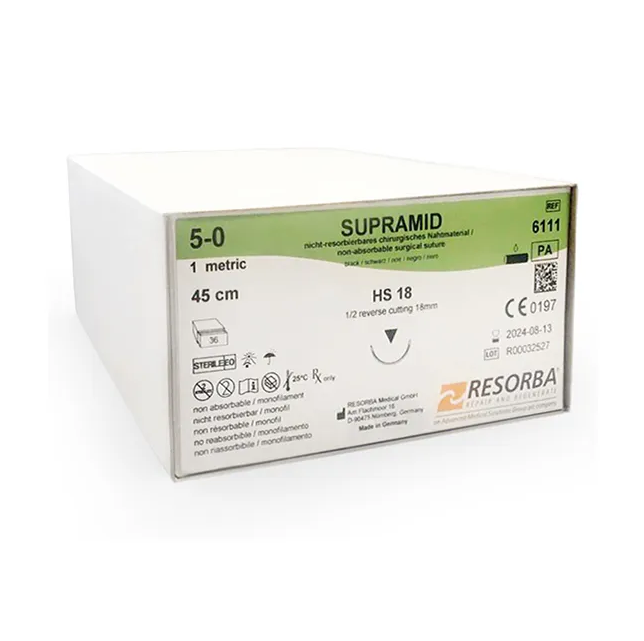 5-0
1 metric
45 cm
36
STERILE EO
25°C
Rx only
non absorbable / monofilament
nicht resorbierbar / monofil
non résorbable / monofil
no reabsorbible / monofilamento
non riassorbibile / monofilamento
SUPRAMID
nicht-resorbierbares chirurgisches Nahtmaterial /
non-absorbable surgical suture
black / schwarz / noir / negro / nero
HS 18
1/2 reverse cutting 18mm
RESORBA Medical GmbH
Am Flachmoor 16
D-90475 Nürnberg, Germany
Made in Germany
REF
6111
PA
CE 0197
2024-08-13
LOT R00032527
RESORBA®
REPAIR AND REGENERATE
an Advanced Medical Solutions Group plc company